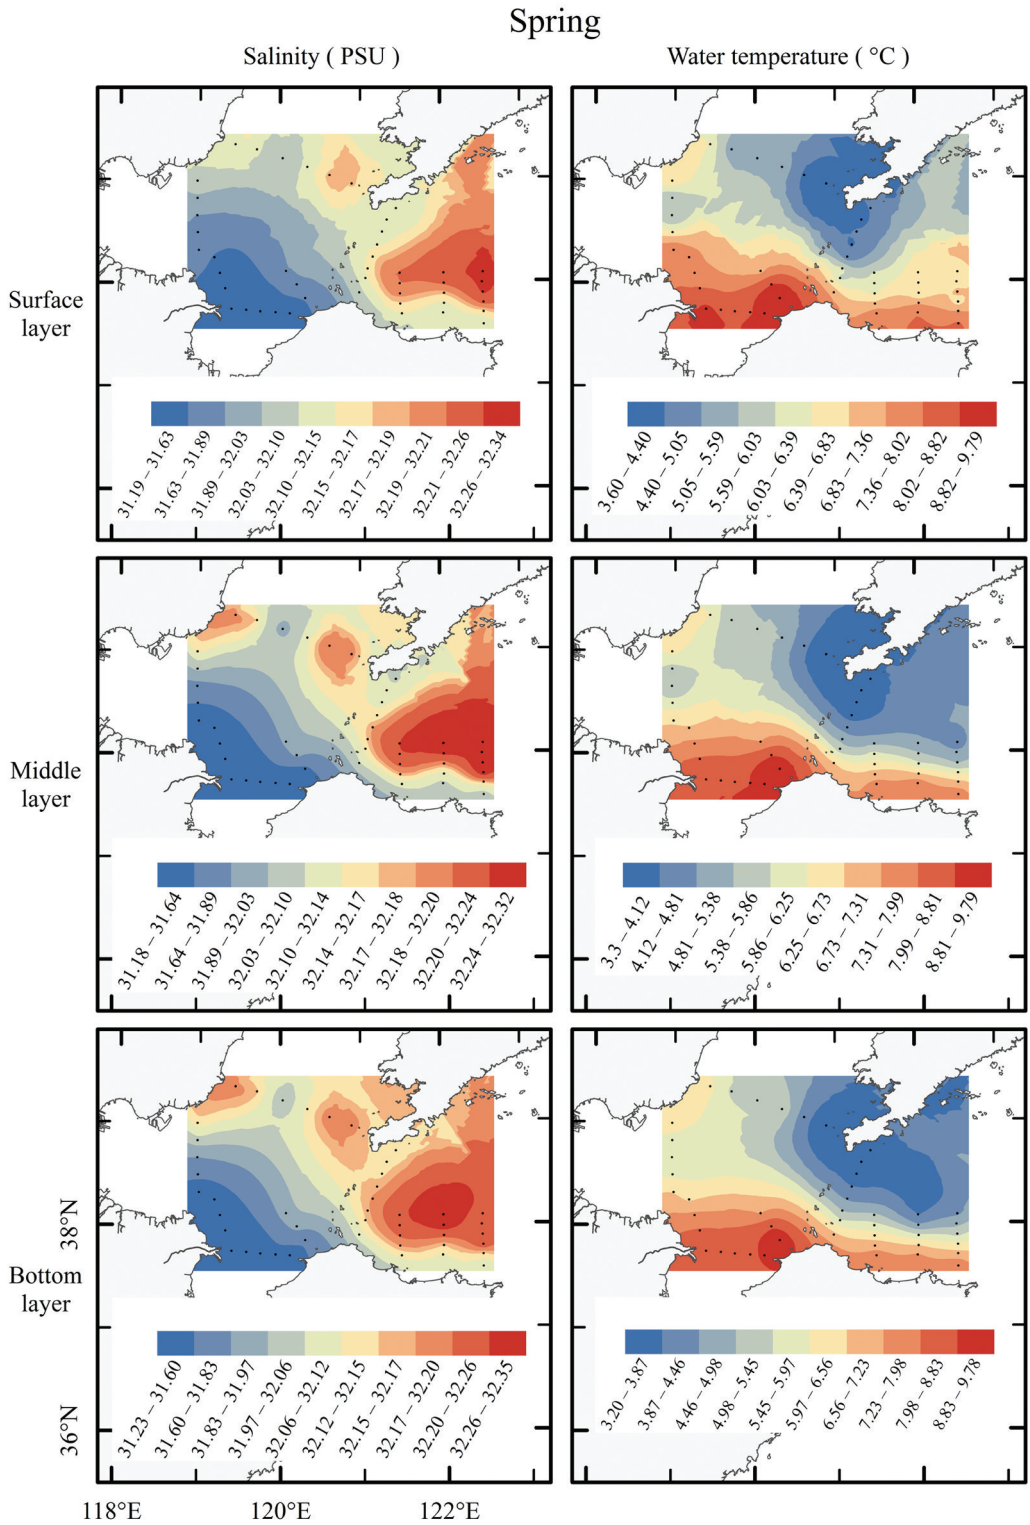 Spring
Salinity ( PSU )
Water temperature ( °C )
Surface
layer
31.19 – 31.63
31.63 – 31.89
31.89 – 32.03
32.03 – 32.10
32.10 – 32.15
32.15 – 32.17
32.17 – 32.19
32.19 – 32.21
32.21 – 32.26
32.26 – 32.34
3.60 – 4.40
4.40 – 5.05
5.05 – 5.59
5.59 – 6.03
6.03 – 6.39
6.39 – 6.83
6.83 – 7.36
7.36 – 8.02
8.02 – 8.82
8.82 – 9.79
Middle
layer
31.18 – 31.64
31.64 – 31.89
31.89 – 32.03
32.03 – 32.10
32.10 – 32.14
32.14 – 32.17
32.17 – 32.18
32.18 – 32.20
32.20 – 32.24
32.24 – 32.32
3.3 – 4.12
4.12 – 4.81
4.81 – 5.38
5.38 – 5.86
5.86 – 6.25
6.25 – 6.73
6.73 – 7.31
7.31 – 7.99
7.99 – 8.81
8.81 – 9.79
Bottom
layer
31.23 – 31.60
31.60 – 31.83
31.83 – 31.97
31.97 – 32.06
32.06 – 32.12
32.12 – 32.15
32.15 – 32.17
32.17 – 32.20
32.20 – 32.26
32.26 – 32.35
3.20 – 3.87
3.87 – 4.46
4.46 – 4.98
4.98 – 5.45
5.45 – 5.97
5.97 – 6.56
6.56 – 7.23
7.23 – 7.98
7.98 – 8.83
8.83 – 9.78
38°N
36°N
118°E
120°E
122°E